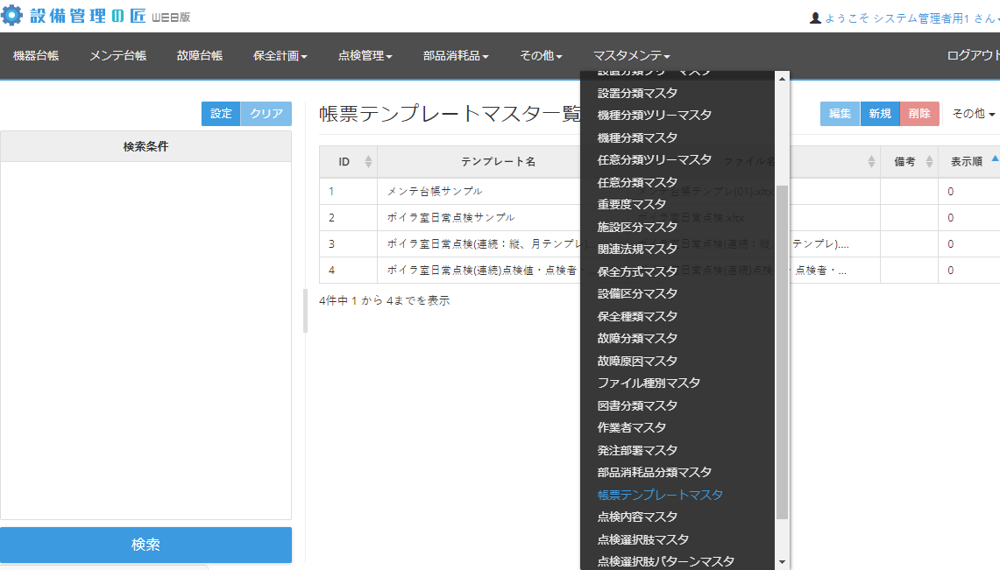 設備管理の匠 WEB版
ようこそ システム管理者用1 さん
機器台帳 メンテ台帳 故障台帳 保全計画 点検管理 部品消耗品 その他 マスタメンテ ログアウト
設定 クリア
検索条件
検索
帳票テンプレートマスタ一覧
編集 新規 削除 その他
ID テンプレート名 ファイル名 備考 表示順
1 メンテ台帳サンプル メンテ台帳テンプレ(01).xltx 0
2 ボイラ室日常点検サンプル ボイラ室日常点検.xltx 0
3 ボイラ室日常点検(連続：縦、月テンプレ)... ボイラ室日常点検(連続：縦、月テンプレ).... 0
4 ボイラ室日常点検(連続)点検値・点検者・ ボイラ室日常点検(連続)点検値・点検者・... 0
4件中 1 から 4までを表示
設置分類ツリーマスタ
設置分類マスタ
機種分類ツリーマスタ
機種分類マスタ
任意分類ツリーマスタ
任意分類マスタ
重要度マスタ
施設区分マスタ
関連法規マスタ
保全方式マスタ
設備区分マスタ
保全種類マスタ
故障分類マスタ
故障原因マスタ
ファイル種別マスタ
図書分類マスタ
作業者マスタ
発注部署マスタ
部品消耗品分類マスタ
帳票テンプレートマスタ
点検内容マスタ
点検選択肢マスタ
点検選択肢パターンマスタ